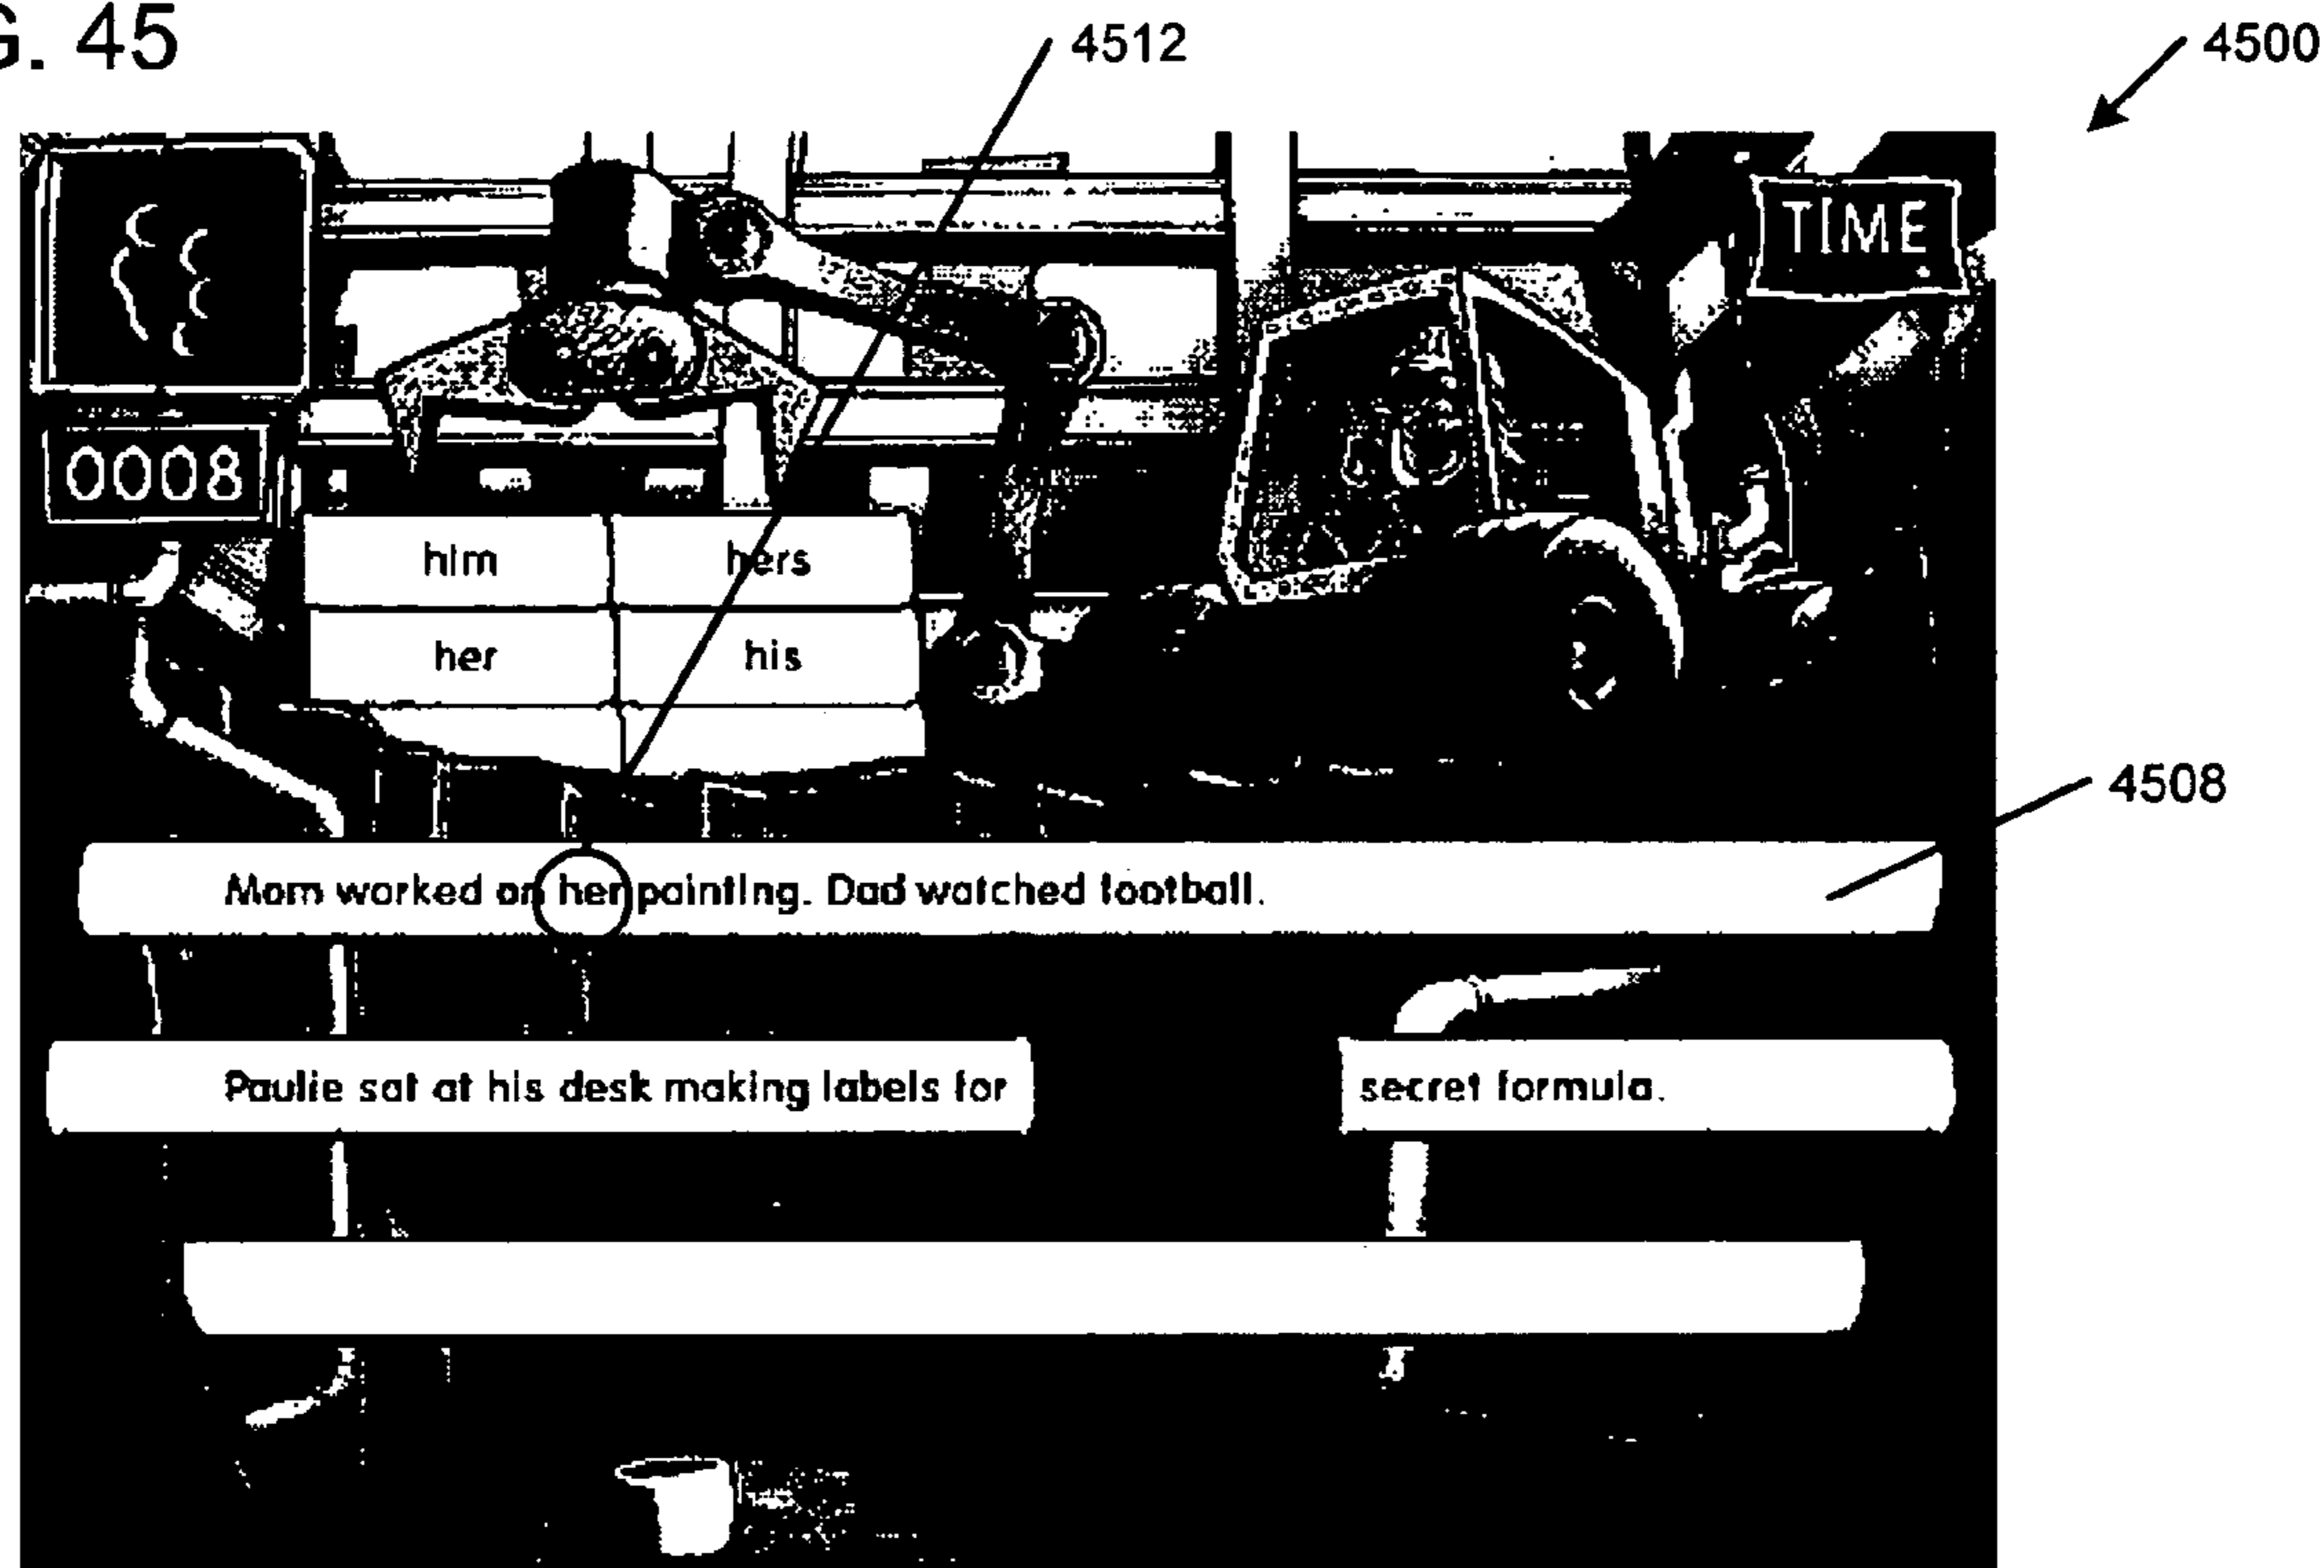 G. 45
4512
4500
TIME
0008
him hers
her his
4508
Mom worked on her painting. Dad watched football.
Paulie sat at his desk making labels for secret formula.